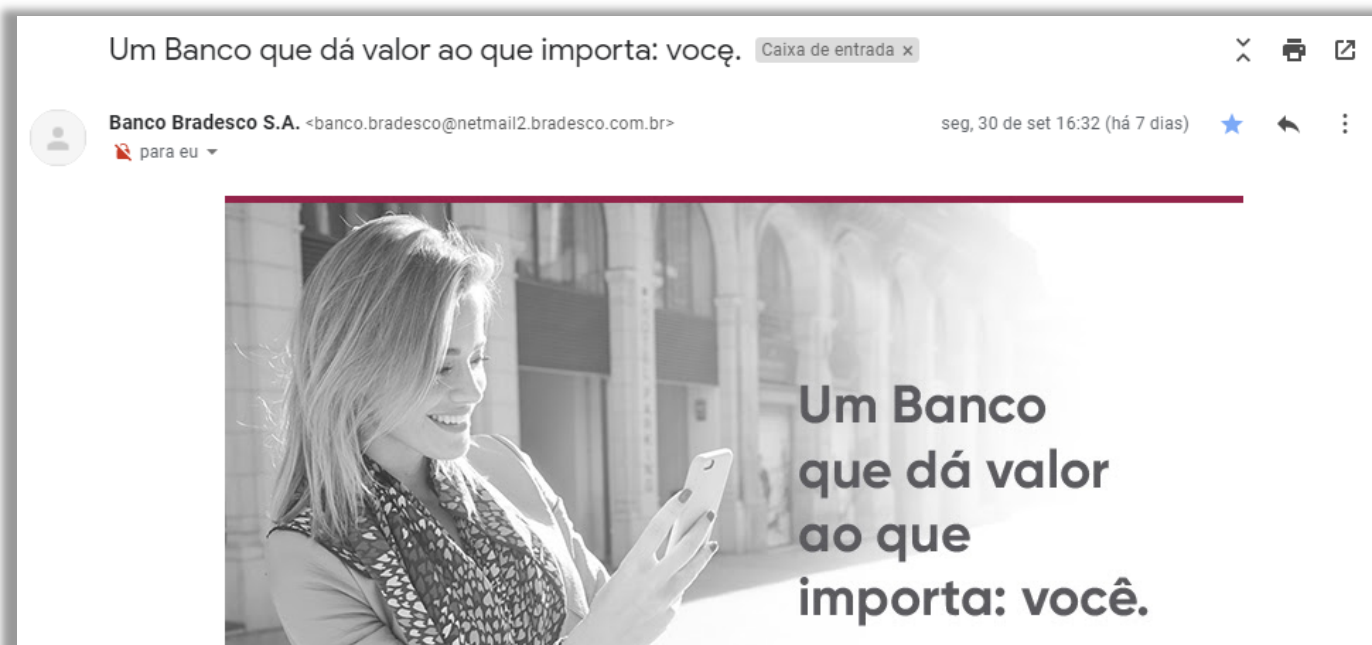 Um Banco que dá valor ao que importa: você. Caixa de entrada ×
Banco Bradesco S.A. <banco.bradesco@netmail2.bradesco.com.br> seg, 30 de set 16:32 (há 7 dias)
para eu
Um Banco
que dá valor
ao que
importa: você.